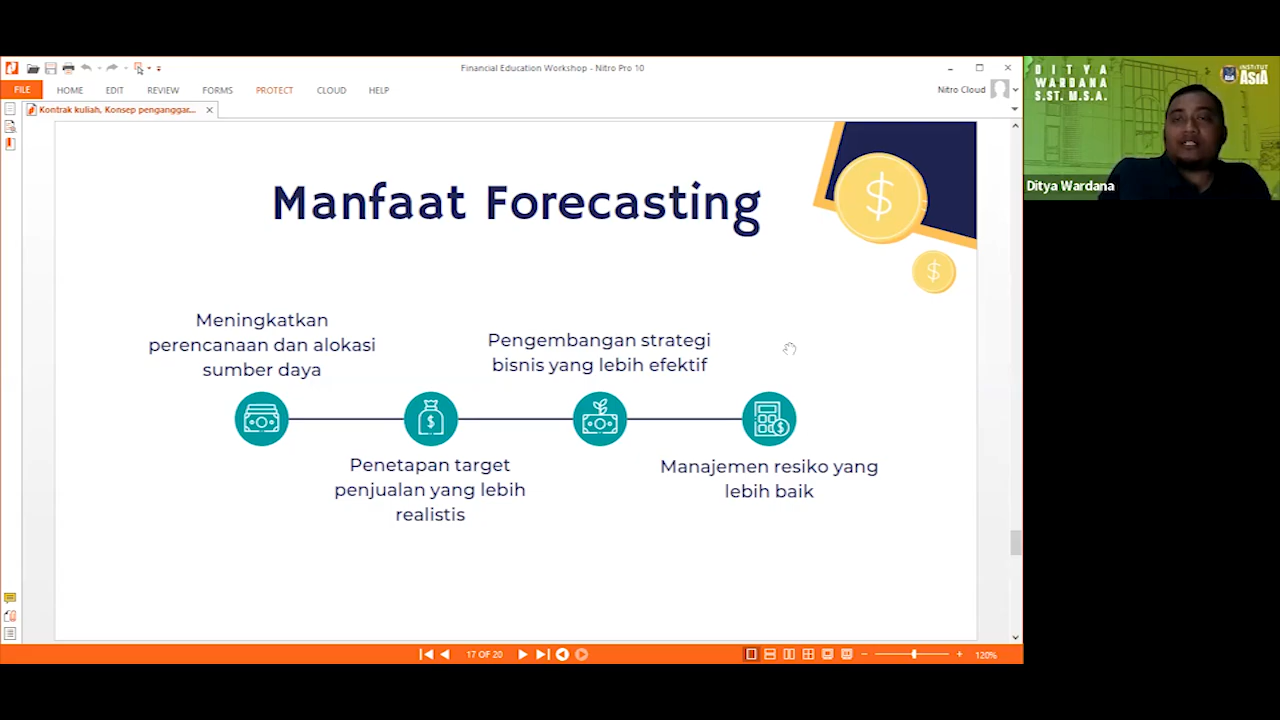 Financial Education Workshop - Nitro Pro 10
FILE
HOME
EDIT
REVIEW
FORMS
PROTECT
CLOUD
HELP
Nitro Cloud
Kontrak kuliah, Konsep penganggar...
Manfaat Forecasting
Meningkatkan
perencanaan dan alokasi
sumber daya
Penetapan target
penjualan yang lebih
realistis
Pengembangan strategi
bisnis yang lebih efektif
Manajemen resiko yang
lebih baik
17 OF 20
120%
DITYA
WARDANA
S.ST. M.S.A.
INSTITUT
ASIA
Ditya Wardana